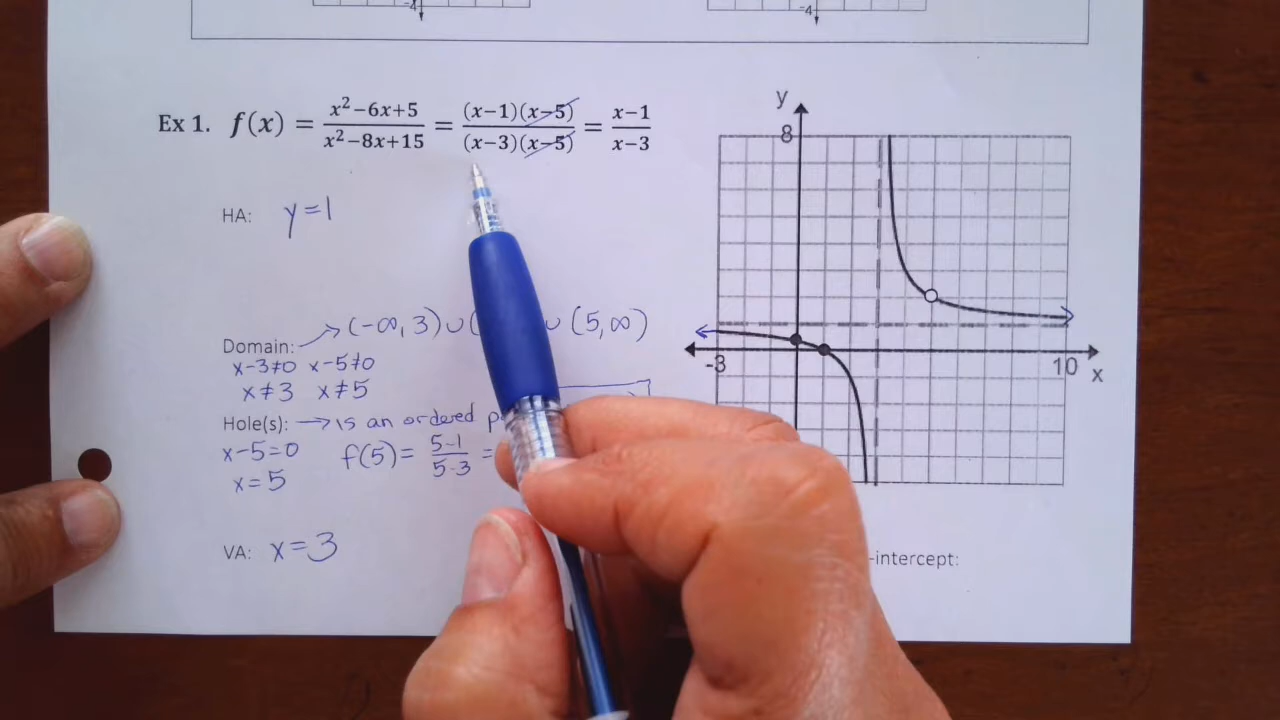 -4 -4
Ex 1. f(x) = x²−6x+5 / x²−8x+15 = (x−1)(x−5) / (x−3)(x−5) = x−1 / x−3
HA: y=1
Domain: → (-∞, 3) ∪ ( ∪ (5, ∞)
x-3≠0 x-5≠0
x≠3 x≠5
Hole(s): → is an ordered
x-5=0 f(5) = 5-1 / 5-3 =
x=5
VA: x=3
y
8
-3 10 x
-intercept: